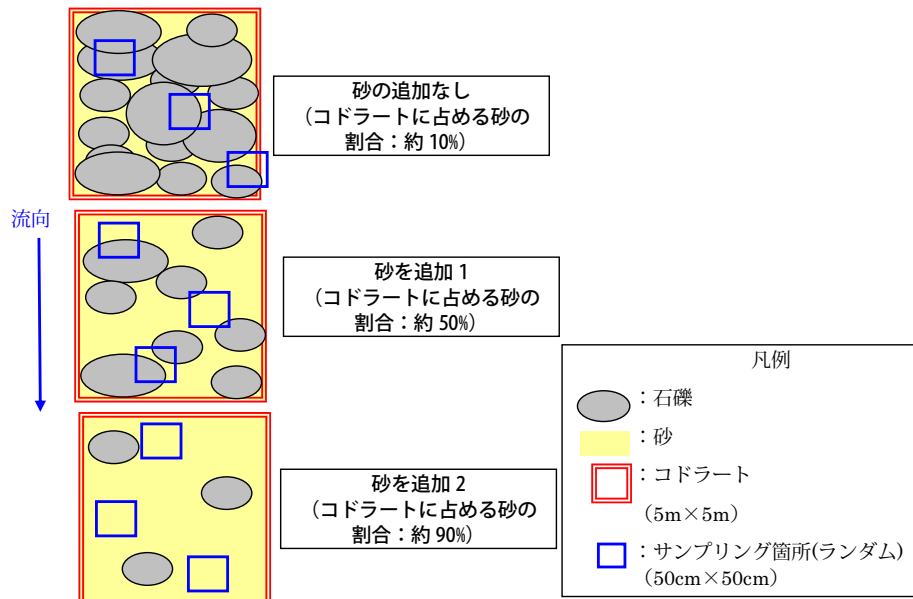 砂の追加なし
（コドラートに占める砂の
割合：約 10%）
流向
砂を追加 1
（コドラートに占める砂の
割合：約 50%）
砂を追加 2
（コドラートに占める砂の
割合：約 90%）
凡例
：石礫
：砂
：コドラート
（5m×5m）
：サンプリング箇所(ランダム)
（50cm×50cm）